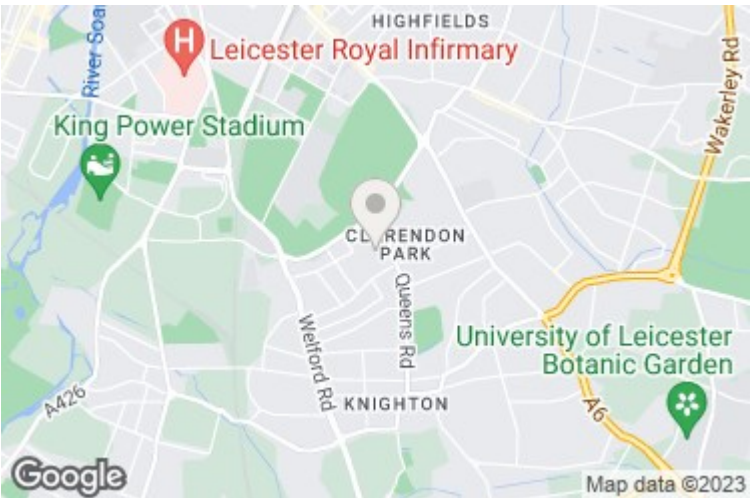 HIGHFIELDS
River Soar
H
Leicester Royal Infirmary
Wakerley Rd
King Power Stadium
CLARENDON
PARK
Queens Rd
Welford Rd
University of Leicester
Botanic Garden
A426
KNIGHTON
A6
Google
Map data ©2023